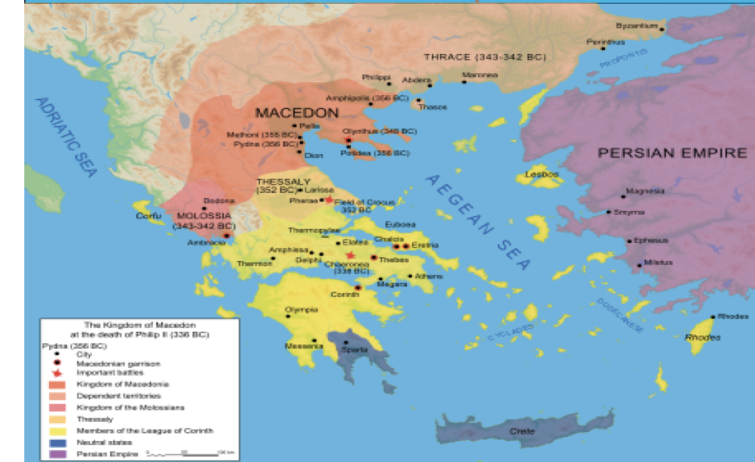 Byzantium
Perinthus
THRACE (343-342 BC)
PROPONTIS
Philippi
Abdera
Maronea
Amphipolis (356 BC)
Thasos
MACEDON
ADRIATIC SEA
Pella
Methoni (355 BC)
Olynthus (348 BC)
Pydna (356 BC)
Potidea (356 BC)
Dion
PERSIAN EMPIRE
THESSALY
(352 BC)
Larissa
Lesbos
AEGEAN SEA
Magnesia
Pherae
Field of Crocus
352 BC
Dodona
Corfu
MOLOSSIA
(343-342 BC)
Smyrna
Euboea
Thermopylae
Ambracia
Elatea
Chalcis
Eretria
Ephesus
Amphissa
Delphi
Thebes
Thermon
Chaeronea
(338 BC)
Miletus
Athens
Megara
Corinth
DODECANESE
Olympia
Rhodes
CYCLADES
Rhodes
Messenia
Sparta
Crete
The Kingdom of Macedon
at the death of Philip II (336 BC)
Pydna (356 BC)
City
Macedonian garrison
Important battles
Kingdom of Macedonia
Dependent territories
Kingdom of the Molossians
Thessaly
Members of the League of Corinth
Neutral states
Persian Empire